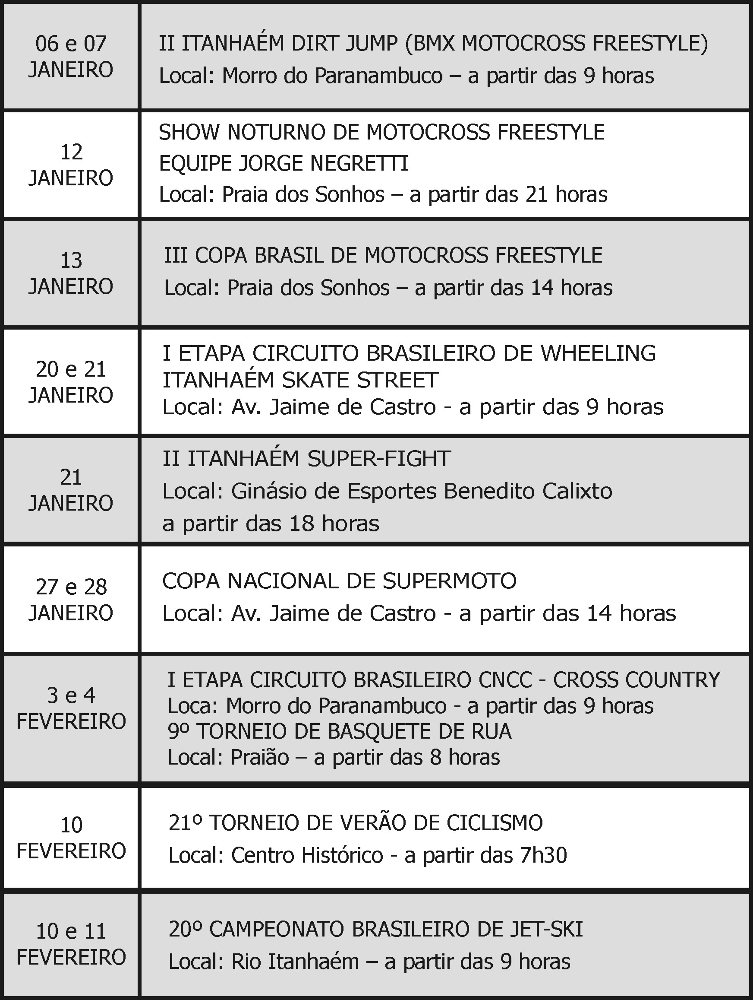 06 e 07
JANEIRO
II ITANHAÉM DIRT JUMP (BMX MOTOCROSS FREESTYLE)
Local: Morro do Paranambuco – a partir das 9 horas
12
JANEIRO
SHOW NOTURNO DE MOTOCROSS FREESTYLE
EQUIPE JORGE NEGRETTI
Local: Praia dos Sonhos – a partir das 21 horas
13
JANEIRO
III COPA BRASIL DE MOTOCROSS FREESTYLE
Local: Praia dos Sonhos – a partir das 14 horas
20 e 21
JANEIRO
I ETAPA CIRCUITO BRASILEIRO DE WHEELING
ITANHAÉM SKATE STREET
Local: Av. Jaime de Castro - a partir das 9 horas
21
JANEIRO
II ITANHAÉM SUPER-FIGHT
Local: Ginásio de Esportes Benedito Calixto
a partir das 18 horas
27 e 28
JANEIRO
COPA NACIONAL DE SUPERMOTO
Local: Av. Jaime de Castro - a partir das 14 horas
3 e 4
FEVEREIRO
I ETAPA CIRCUITO BRASILEIRO CNCC - CROSS COUNTRY
Loca: Morro do Paranambuco - a partir das 9 horas
9º TORNEIO DE BASQUETE DE RUA
Local: Praião – a partir das 8 horas
10
FEVEREIRO
21º TORNEIO DE VERÃO DE CICLISMO
Local: Centro Histórico - a partir das 7h30
10 e 11
FEVEREIRO
20º CAMPEONATO BRASILEIRO DE JET-SKI
Local: Rio Itanhaém – a partir das 9 horas